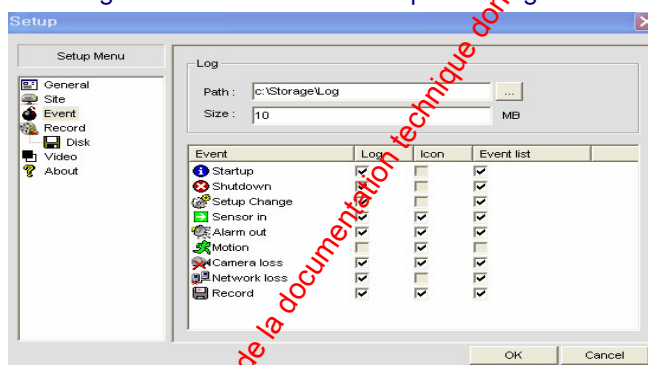 Setup
Setup Menu
General
Site
Event
Record
Disk
Video
About
Log
Path : c:\Storage\Log ...
Size : 10 MB
Event Log Icon Event list
Startup
Shutdown
Setup Change
Sensor in
Alarm out
Motion
Camera loss
Network loss
Record
OK Cancel
de la documentation technique